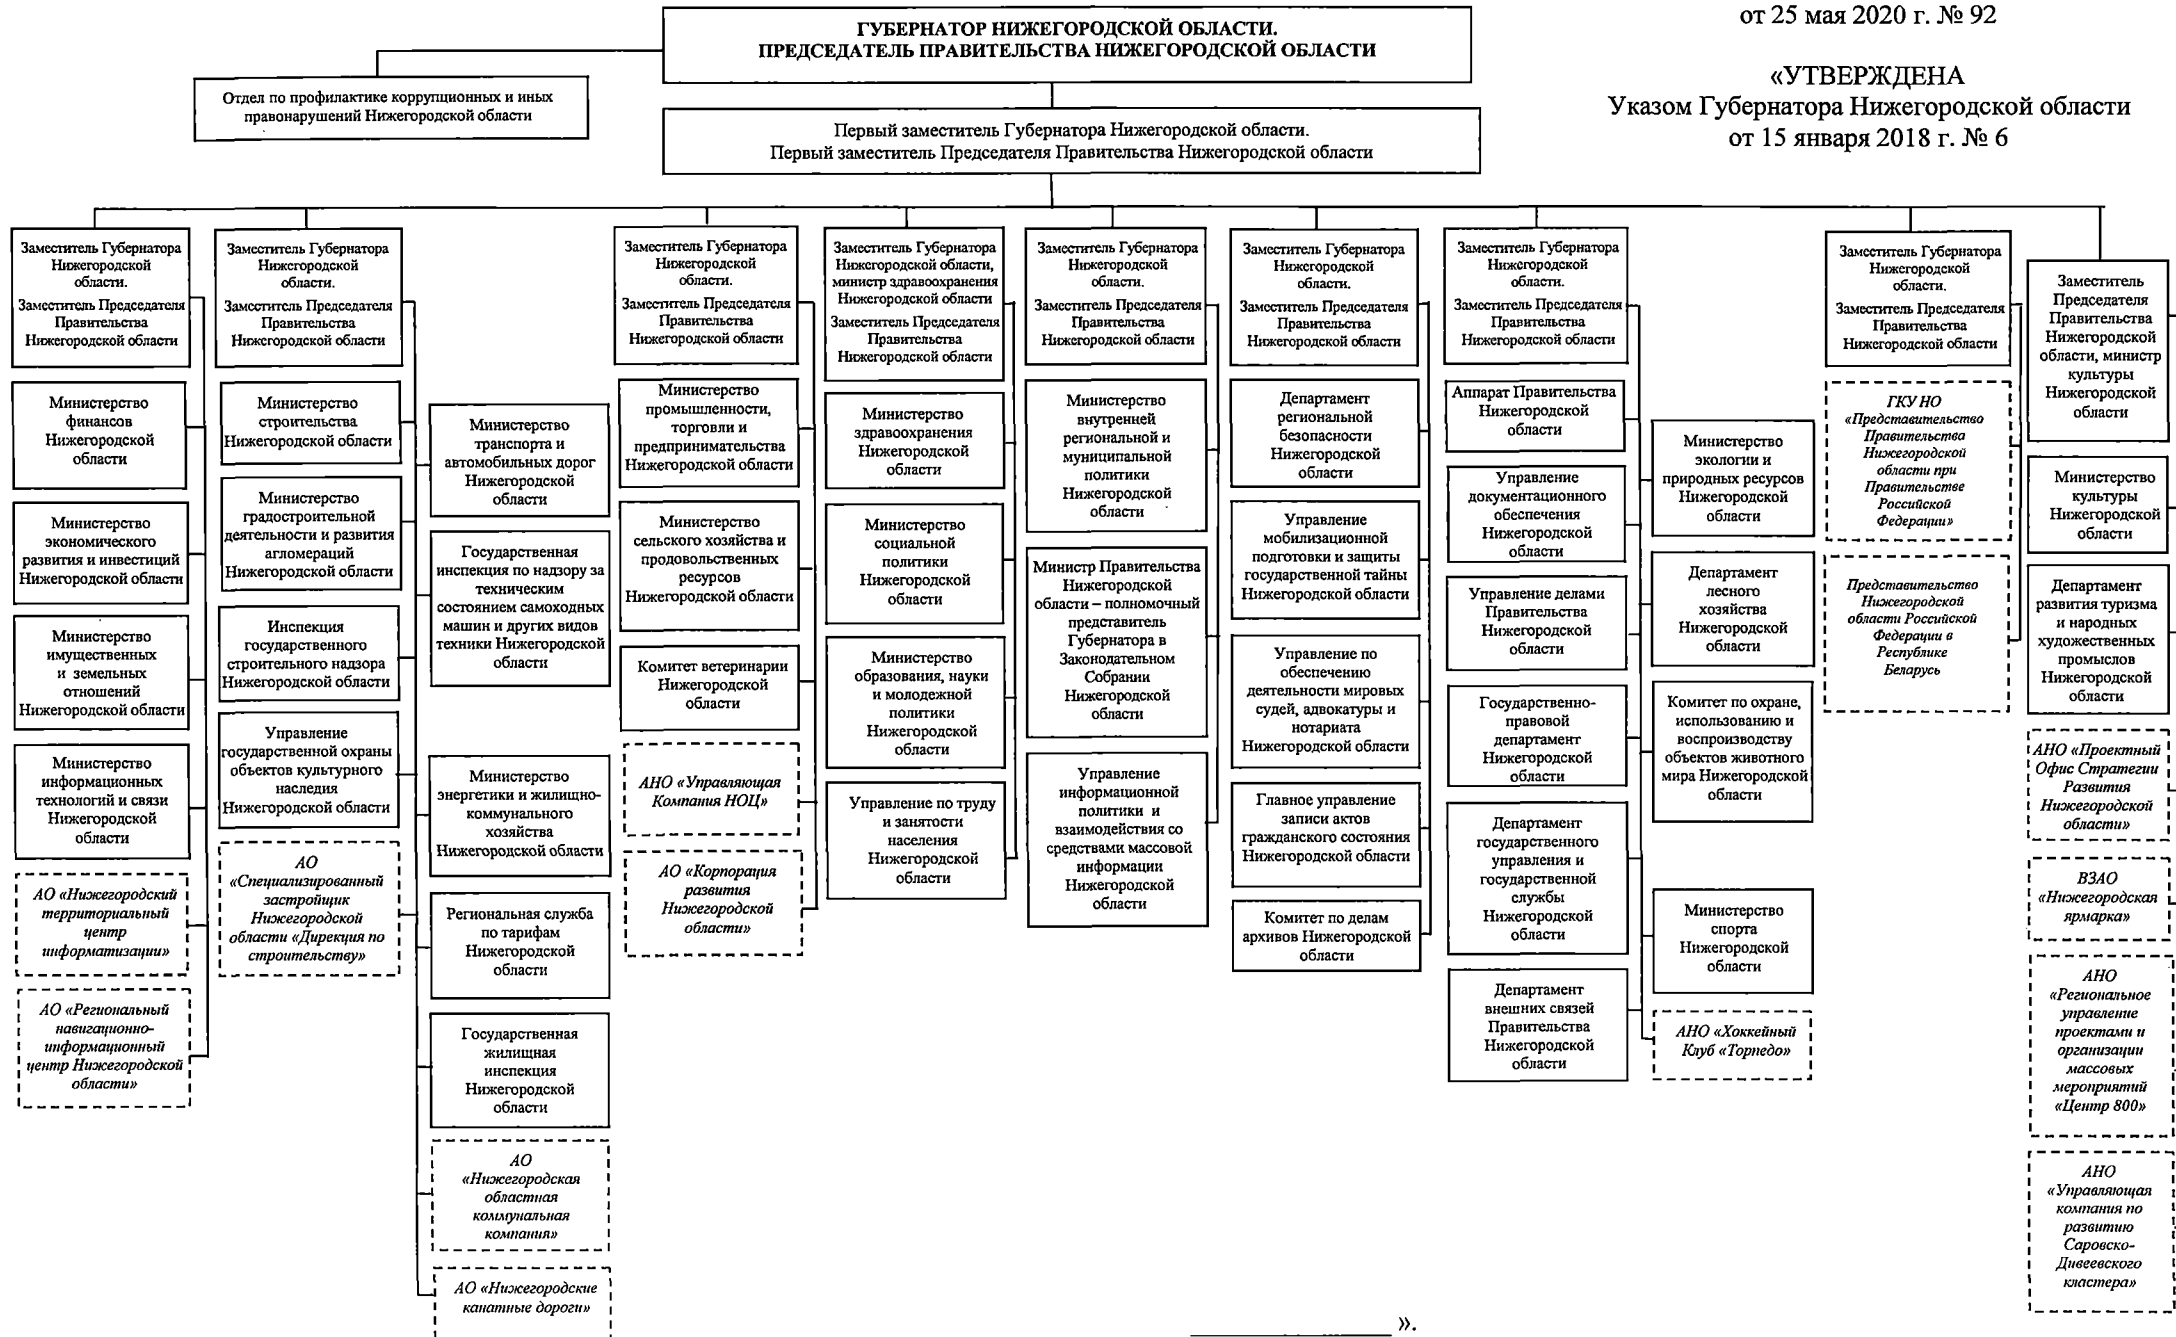 от 25 мая 2020 г. № 92
«УТВЕРЖДЕНА
Указом Губернатора Нижегородской области
от 15 января 2018 г. № 6
ГУБЕРНАТОР НИЖЕГОРОДСКОЙ ОБЛАСТИ.
ПРЕДСЕДАТЕЛЬ ПРАВИТЕЛЬСТВА НИЖЕГОРОДСКОЙ ОБЛАСТИ
Отдел по профилактике коррупционных и иных
правонарушений Нижегородской области
Первый заместитель Губернатора Нижегородской области.
Первый заместитель Председателя Правительства Нижегородской области
Заместитель Губернатора
Нижегородской
области.
Заместитель Председателя
Правительства
Нижегородской области
Министерство
финансов
Нижегородской
области
Министерство
экономического
развития и инвестиций
Нижегородской области
Министерство
имущественных
и земельных
отношений
Нижегородской области
Министерство
информационных
технологий и связи
Нижегородской
области
АО «Нижегородский
территориальный
центр
информатизации»
АО «Региональный
навигационно-
информационный
центр Нижегородской
области»
Заместитель Губернатора
Нижегородской
области.
Заместитель Председателя
Правительства
Нижегородской области
Министерство
строительства
Нижегородской области
Министерство
градостроительной
деятельности и развития
агломераций
Нижегородской области
Инспекция
государственного
строительного надзора
Нижегородской области
Управление
государственной охраны
объектов культурного
наследия
Нижегородской области
АО
«Специализированный
застройщик
Нижегородской
области «Дирекция по
строительству»
Министерство
транспорта и
автомобильных дорог
Нижегородской
области
Государственная
инспекция по надзору за
техническим
состоянием самоходных
машин и других видов
техники Нижегородской
области
Министерство
энергетики и жилищно-
коммунального
хозяйства
Нижегородской области
Региональная служба
по тарифам
Нижегородской
области
Государственная
жилищная
инспекция
Нижегородской
области
АО
«Нижегородская
областная
коммунальная
компания»
АО «Нижегородские
канатные дороги»
Заместитель Губернатора
Нижегородской
области.
Заместитель Председателя
Правительства
Нижегородской области
Министерство
промышленности,
торговли и
предпринимательства
Нижегородской области
Министерство
сельского хозяйства и
продовольственных
ресурсов
Нижегородской области
Комитет ветеринарии
Нижегородской
области
АНО «Управляющая
Компания НОЦ»
АО «Корпорация
развития
Нижегородской
области»
Заместитель Губернатора
Нижегородской области,
министр здравоохранения
Нижегородской области
Заместитель Председателя
Правительства
Нижегородской области
Министерство
здравоохранения
Нижегородской
области
Министерство
социальной
политики
Нижегородской
области
Министерство
образования, науки
и молодежной
политики
Нижегородской
области
Управление по труду
и занятости
населения
Нижегородской
области
Заместитель Губернатора
Нижегородской
области.
Заместитель Председателя
Правительства
Нижегородской области
Министерство
внутренней
региональной и
муниципальной
политики
Нижегородской
области
Министр Правительства
Нижегородской
области – полномочный
представитель
Губернатора в
Законодательном
Собрании
Нижегородской
области
Управление
информационной
политики и
взаимодействия со
средствами массовой
информации
Нижегородской
области
Заместитель Губернатора
Нижегородской
области.
Заместитель Председателя
Правительства
Нижегородской области
Департамент
региональной
безопасности
Нижегородской
области
Управление
мобилизационной
подготовки и защиты
государственной тайны
Нижегородской области
Управление по
обеспечению
деятельности мировых
судей, адвокатуры и
нотариата
Нижегородской области
Главное управление
записи актов
гражданского состояния
Нижегородской области
Комитет по делам
архивов Нижегородской
области
Заместитель Губернатора
Нижегородской
области.
Заместитель Председателя
Правительства
Нижегородской области
Аппарат Правительства
Нижегородской
области
Управление
документационного
обеспечения
Нижегородской
области
Управление делами
Правительства
Нижегородской
области
Государственно-
правовой
департамент
Нижегородской
области
Департамент
государственного
управления и
государственной
службы
Нижегородской
области
Департамент
внешних связей
Правительства
Нижегородской
области
Министерство
экологии и
природных ресурсов
Нижегородской
области
Департамент
лесного
хозяйства
Нижегородской
области
Комитет по охране,
использованию и
воспроизводству
объектов животного
мира Нижегородской
области
Министерство
спорта
Нижегородской
области
АНО «Хоккейный
Клуб «Торпедо»
Заместитель Губернатора
Нижегородской
области.
Заместитель Председателя
Правительства
Нижегородской области
ГКУ НО
«Представительство
Правительства
Нижегородской
области при
Правительстве
Российской
Федерации»
Представительство
Нижегородской
области Российской
Федерации в
Республике
Беларусь
Заместитель
Председателя
Правительства
Нижегородской
области, министр
культуры
Нижегородской
области
Министерство
культуры
Нижегородской
области
Департамент
развития туризма
и народных
художественных
промыслов
Нижегородской
области
АНО «Проектный
Офис Стратегии
Развития
Нижегородской
области»
ВЗАО
«Нижегородская
ярмарка»
АНО
«Региональное
управление
проектами и
организации
массовых
мероприятий
«Центр 800»
АНО
«Управляющая
компания по
развитию
Саровско-
Дивеевского
кластера»
».